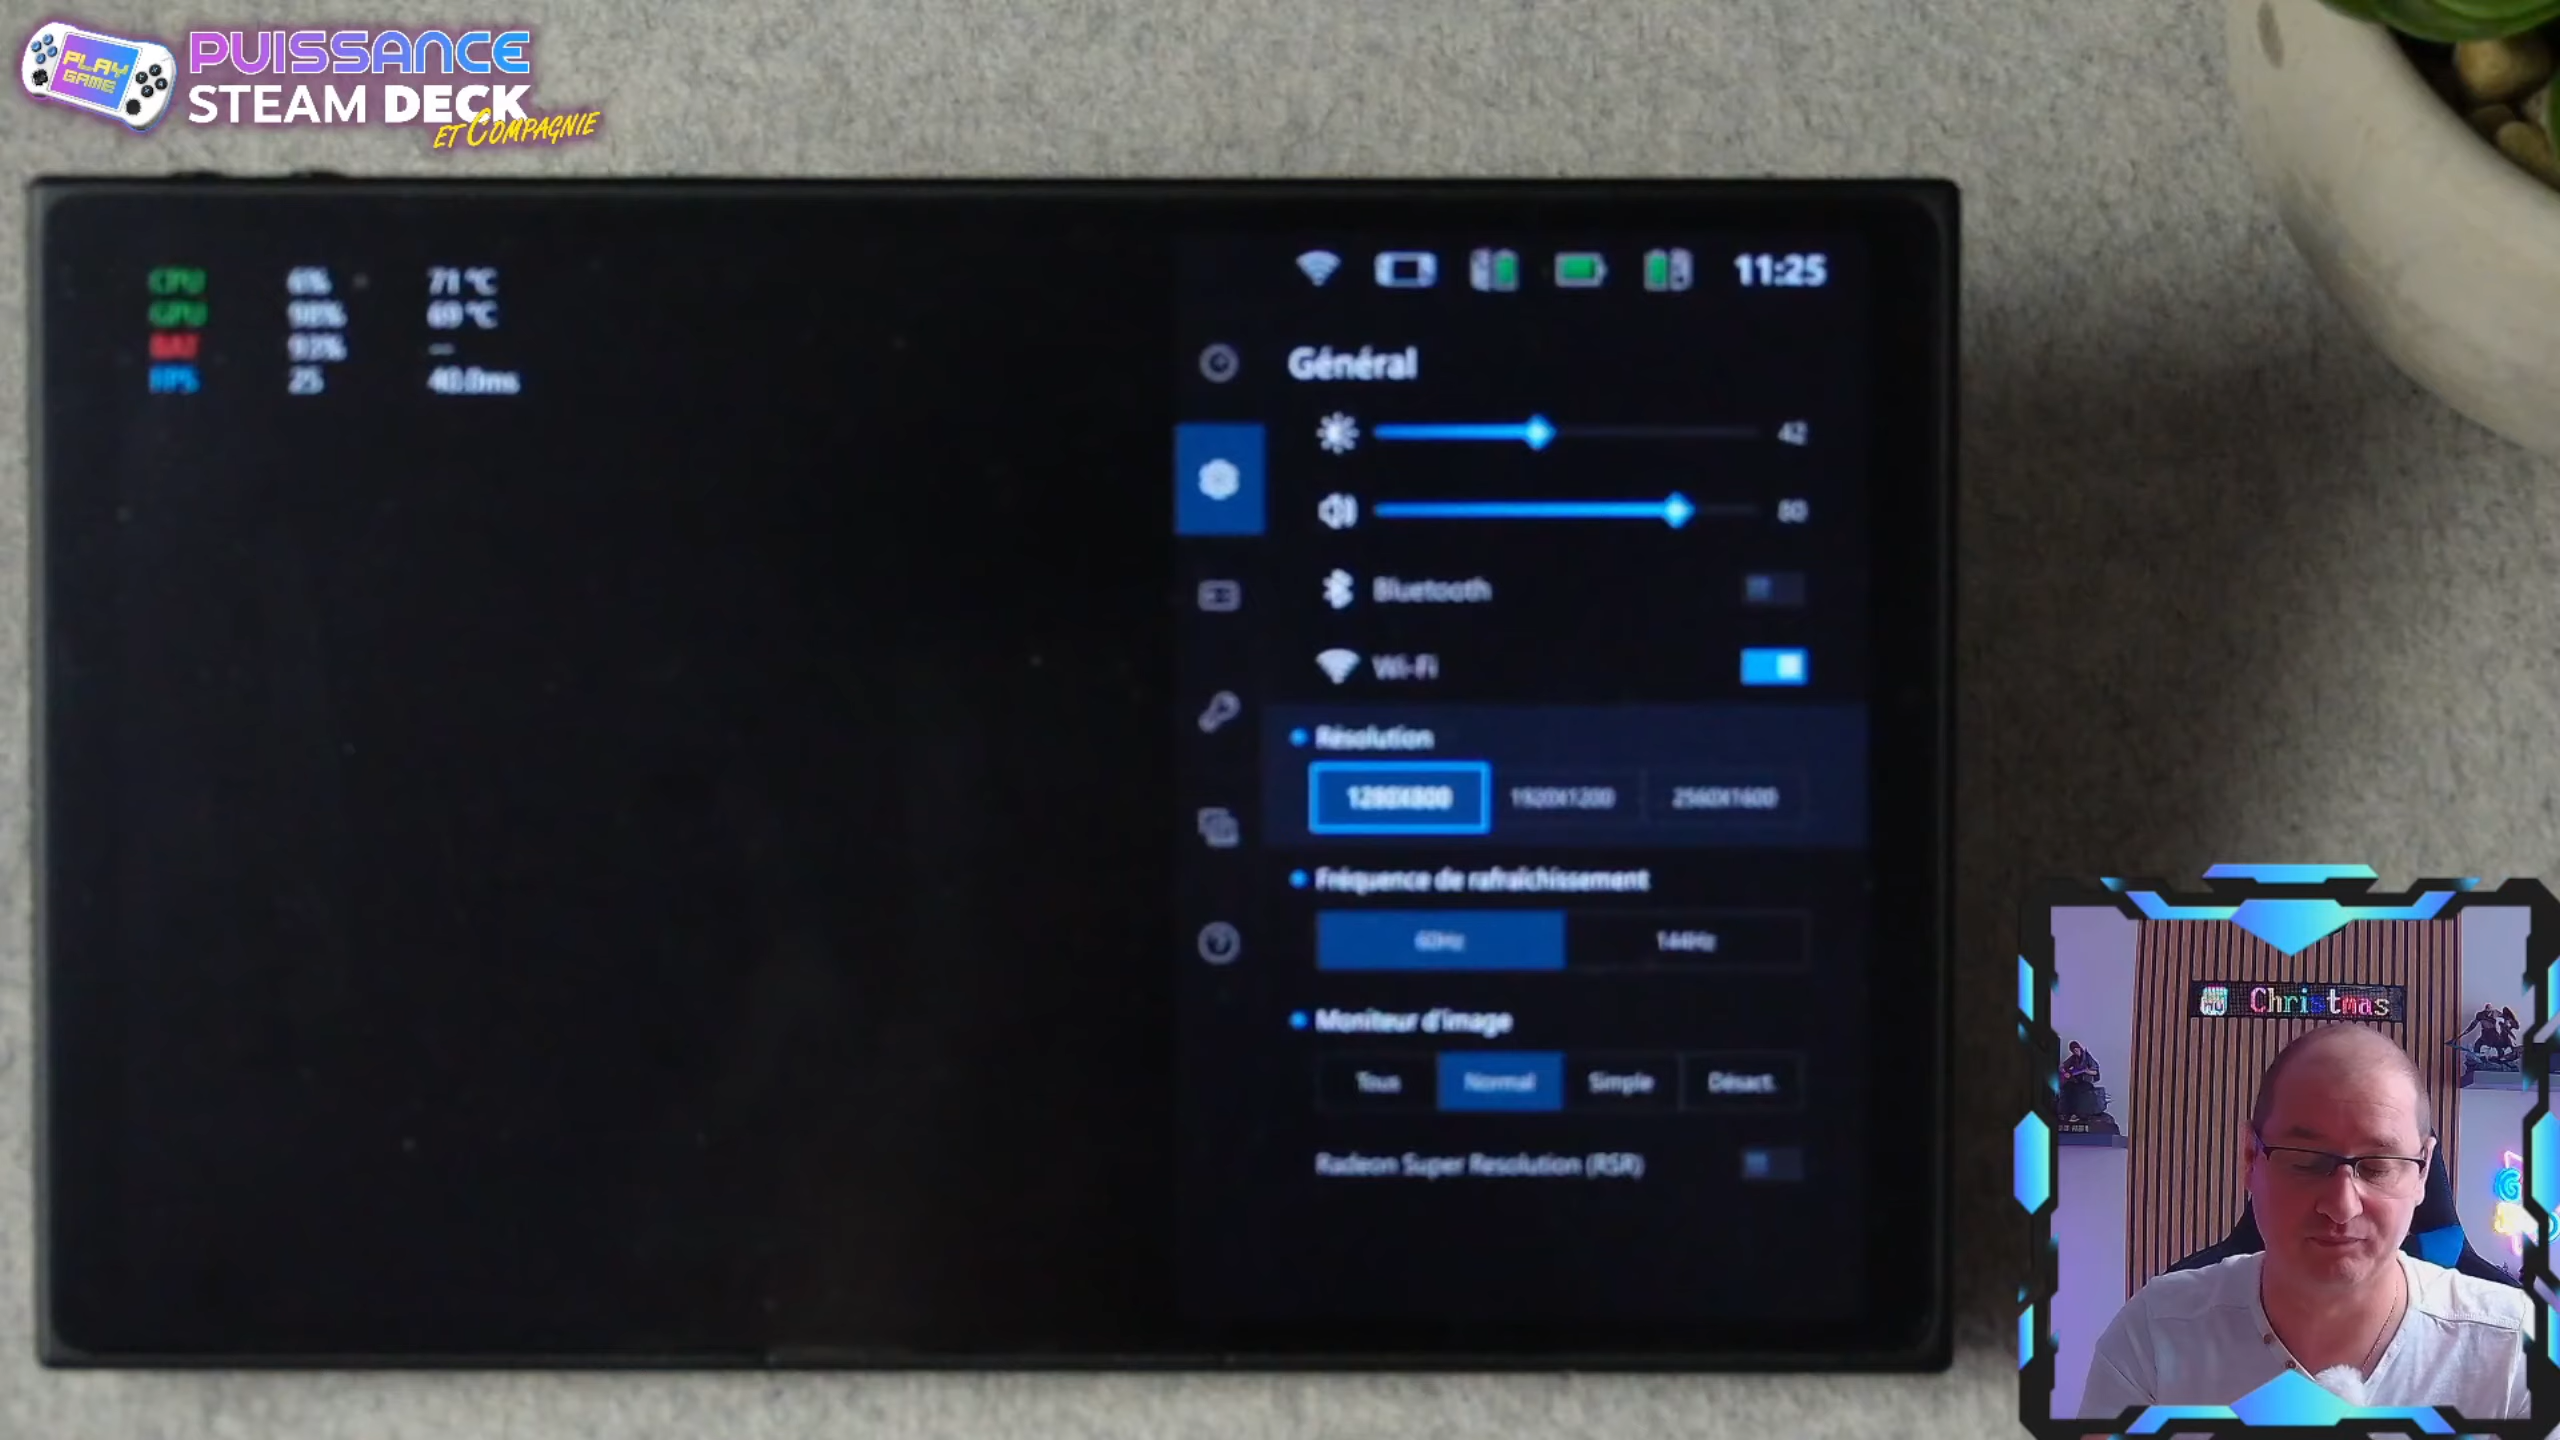 PLAY
GAME
PUISSANCE
STEAM DECK
ET COMPAGNIE
CPU 6% 71 °C
GPU 98% 69 °C
BAT 93% —
FPS 25 40.0ms
11:25
Général
42
80
Bluetooth
Wi-Fi
Résolution
1280X800 1920X1200 2560X1600
Fréquence de rafraîchissement
60Hz 144Hz
Moniteur d'image
Tous Normal Simple Désact.
Radeon Super Resolution (RSR)
Christmas